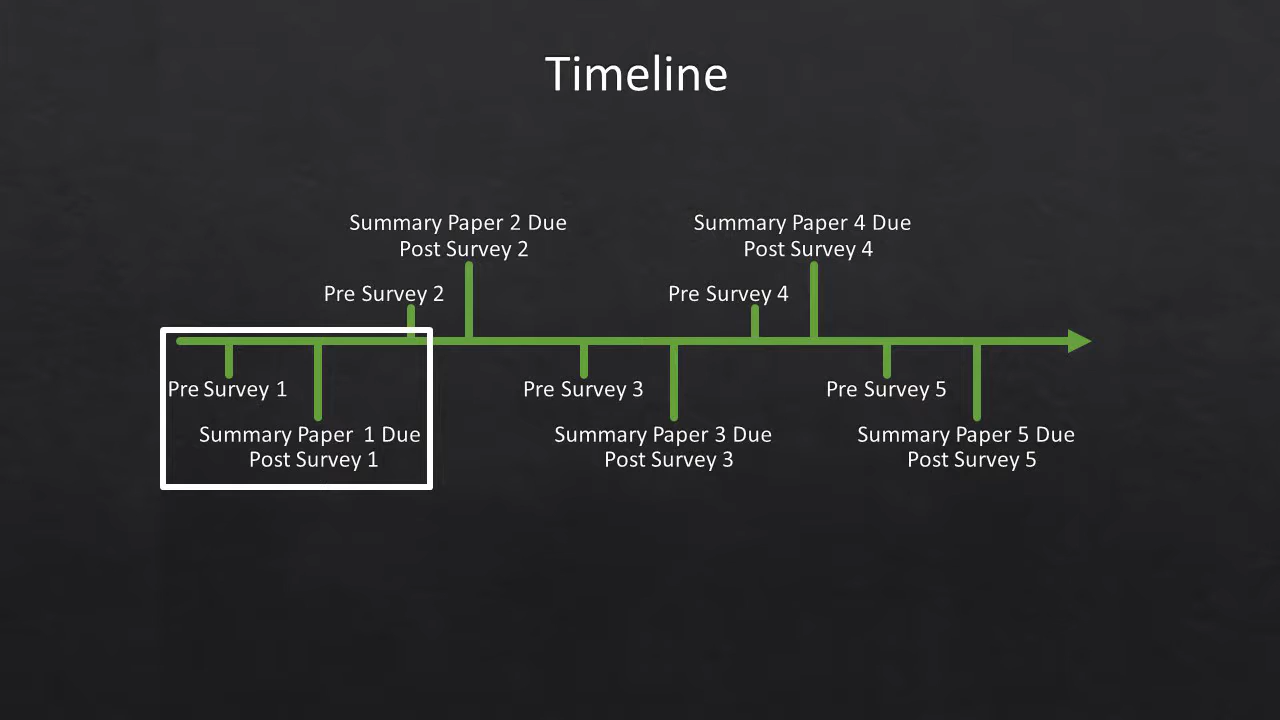 Timeline
Summary Paper 2 Due
Post Survey 2
Summary Paper 4 Due
Post Survey 4
Pre Survey 2
Pre Survey 4
Pre Survey 1
Pre Survey 3
Pre Survey 5
Summary Paper  1 Due
Post Survey 1
Summary Paper 3 Due
Post Survey 3
Summary Paper 5 Due
Post Survey 5